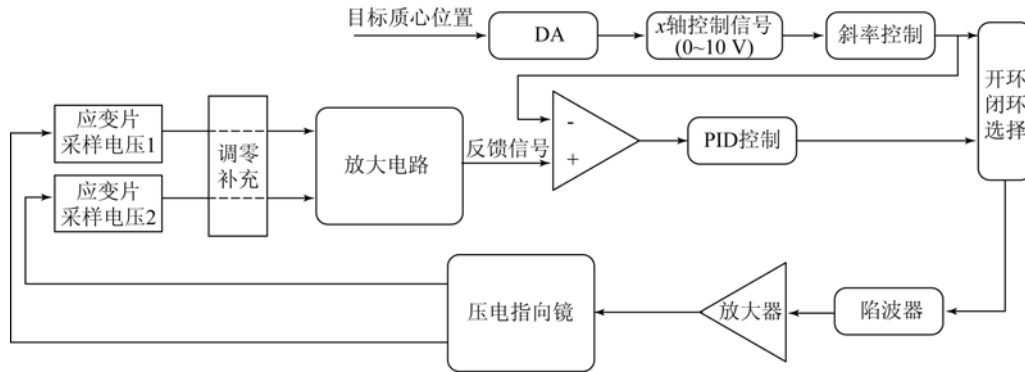 目标质心位置
DA
x轴控制信号
(0~10 V)
斜率控制
开环
闭环
选择
应变片
采样电压1
调零
补充
放大电路
反馈信号
-
+
PID控制
应变片
采样电压2
压电指向镜
放大器
陷波器